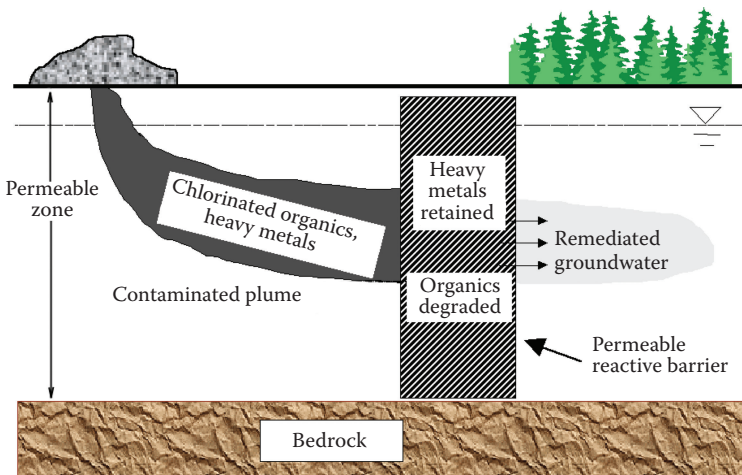 Permeable
zone
Chlorinated organics,
heavy metals
Contaminated plume
Heavy
metals
retained
Organics
degraded
Remediated
groundwater
Permeable
reactive barrier
Bedrock